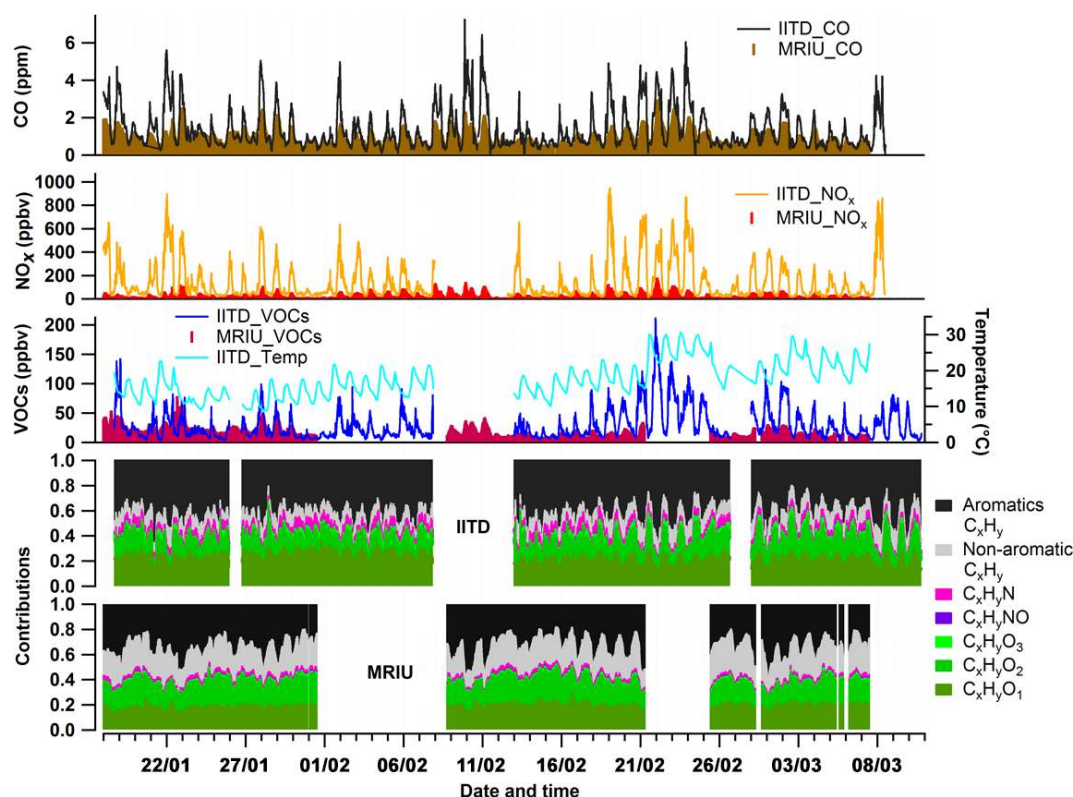 IITD_CO
MRIU_CO
CO (ppm)
6
4
2
0
IITD_NOx
MRIU_NOx
NOx (ppbv)
1000
800
600
400
200
0
IITD_VOCs
MRIU_VOCs
IITD_Temp
VOCs (ppbv)
200
150
100
50
0
Temperature (°C)
30
20
10
0
1.0
0.8
0.6
0.4
0.2
0.0
IITD
Contributions
1.0
0.8
0.6
0.4
0.2
0.0
MRIU
Aromatics
CxHy
Non-aromatic
CxHy
CxHyN
CxHyNO
CxHyO3
CxHyO2
CxHyO1
22/01 27/01 01/02 06/02 11/02 16/02 21/02 26/02 03/03 08/03
Date and time